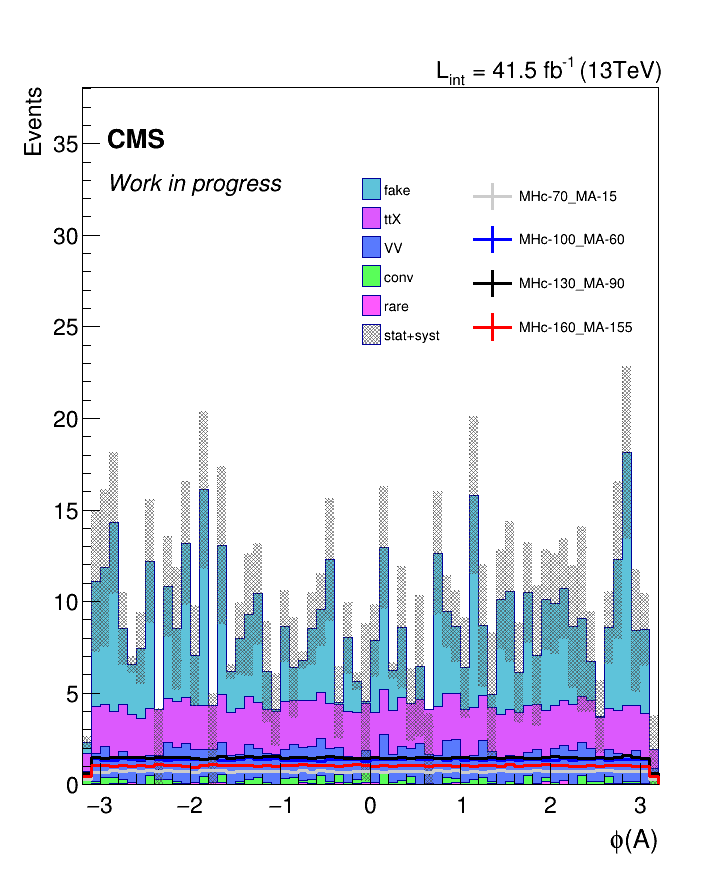 L_int = 41.5 fb^-1 (13TeV)
Events
CMS
Work in progress
fake
ttX
VV
conv
rare
stat+syst
MHc-70_MA-15
MHc-100_MA-60
MHc-130_MA-90
MHc-160_MA-155
35
30
25
20
15
10
5
0
−3 −2 −1 0 1 2 3
ϕ(A)